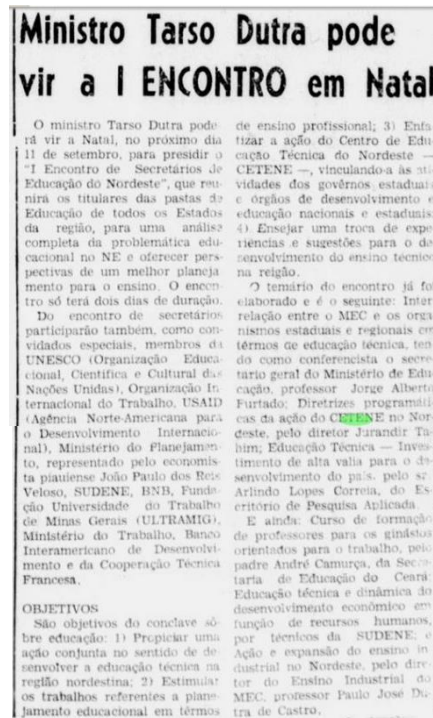 Ministro Tarso Dutra pode
vir a I ENCONTRO em Natal
O ministro Tarso Dutra pode
rá vir a Natal, no próximo dia
11 de setembro, para presidir o
"I Encontro de Secretários de
Educação do Nordeste", que reu-
nirá os titulares das pastas de
Educação de todos os Estados
da região, para uma análise
completa da problemática edu-
cacional no NE e oferecer pers-
pectivas de um melhor planeja
mento para o ensino. O encon-
tro só terá dois dias de duração.
Do encontro de secretários
participarão também, como con-
vidados especiais, membros da
UNESCO (Organização Educa-
cional, Científica e Cultural das
Nações Unidas), Organização In
ternacional do Trabalho, USAID
(Agência Norte-Americana para
o Desenvolvimento Internacio-
nal), Ministério do Planejamen-
to, representado pelo economis-
ta piauiense João Paulo dos Reis
Veloso, SUDENE, BNB, Funda-
ção Universidade do Trabalho
de Minas Gerais (ULTRAMIG),
Ministério do Trabalho, Banco
Interamericano de Desenvolvi-
mento e da Cooperação Técnica
Francesa.
OBJETIVOS
São objetivos do conclave sô-
bre educação: 1) Propiciar uma
ação conjunta no sentido de de-
senvolver a educação técnica na
região nordestina; 2) Estimular
os trabalhos referentes a plane-
jamento educacional em têrmos
de ensino profissional; 3) Enfa
tizar a ação do Centro de Edu
cação Técnica do Nordeste —
CETENE —, vinculando-a às ati
vidades dos govêrnos estaduais
e órgãos de desenvolvimento e
educação nacionais e estaduais;
4) Ensejar uma troca de expe
riências e sugestões para o de
senvolvimento do ensino técnico
na reigão.
O temário do encontro já foi
elaborado e é o seguinte: Inter
relação entre o MEC e os orga
nismos estaduais e regionais em
têrmos de educação técnica, ten
do como conferencista o secre
tário geral do Ministério de Edu
cação, professor Jorge Alberto
Furtado; Diretrizes programáti
cas da ação do CETENE no Nor
deste, pelo diretor Jurandir Ta
him; Educação Técnica — Inves
timento de alta valia para o de
senvolvimento do país, pelo sr.
Arlindo Lopes Correia, do Es
critório de Pesquisa Aplicada.
E ainda: Curso de formação
de professores para os ginásios
orientados para o trabalho, pelo
padre André Camurça, da Secre
taria de Educação do Ceará;
Educação técnica e dinâmica do
desenvolvimento econômico em
função de recursos humanos,
por técnicos da SUDENE; e
Ação e expansão do ensino in
dustrial no Nordeste, pelo dire
tor do Ensino Industrial do
MEC, professor Paulo José Du
tra de Castro.